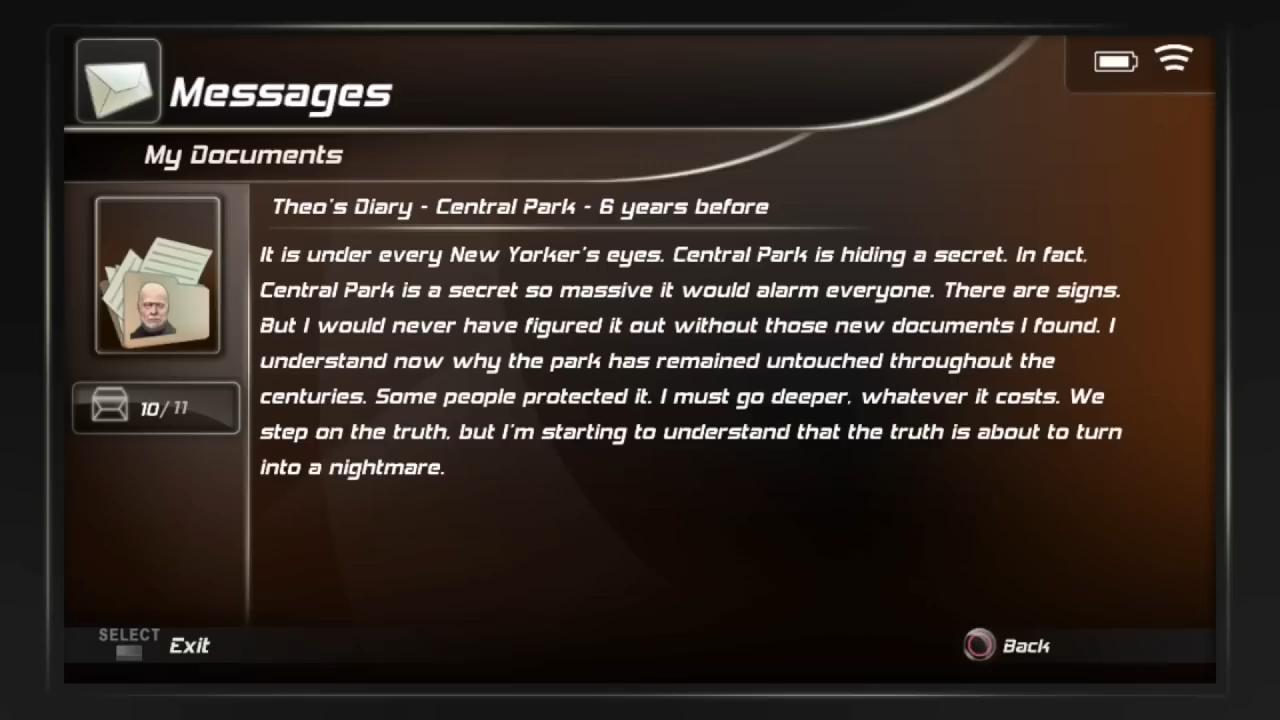 Messages
My Documents
Theo's Diary - Central Park - 6 years before
It is under every New Yorker's eyes. Central Park is hiding a secret. In fact,
Central Park is a secret so massive it would alarm everyone. There are signs.
But I would never have figured it out without those new documents I found. I
understand now why the park has remained untouched throughout the
centuries. Some people protected it. I must go deeper, whatever it costs. We
step on the truth, but I'm starting to understand that the truth is about to turn
into a nightmare.
10/11
SELECT
Exit
Back